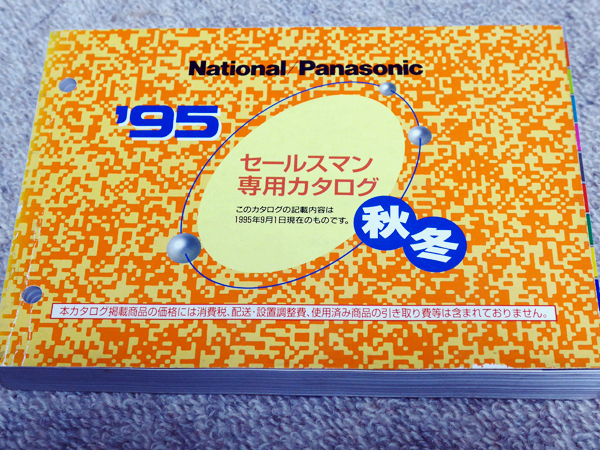 National/Panasonic
'95
セールスマン
専用カタログ
このカタログの記載内容は
1995年9月1日現在のものです。
秋冬
本カタログ掲載商品の価格には消費税、配送・設置調整費、使用済み商品の引き取り費等は含まれておりません。